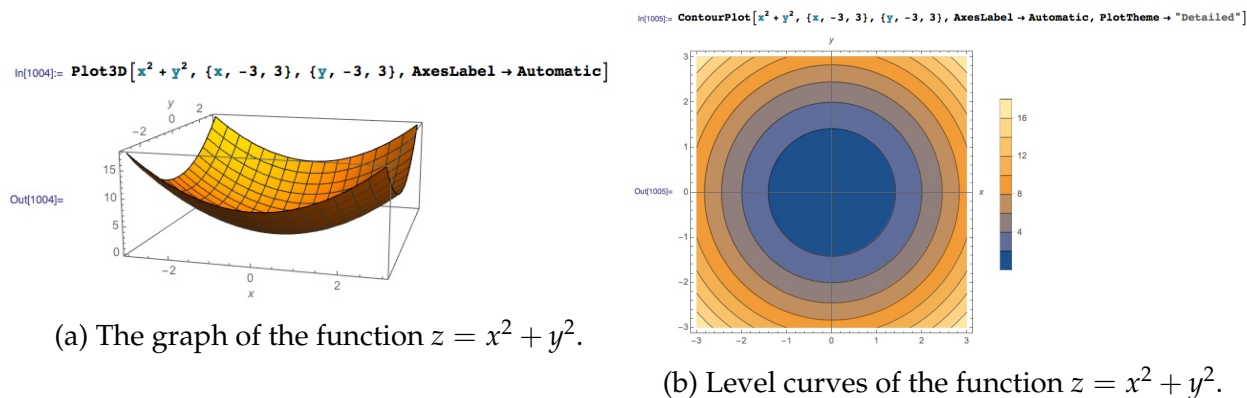 In[1004]:= Plot3D[x² + y², {x, -3, 3}, {y, -3, 3}, AxesLabel → Automatic]
y
2
0
-2
15
10
5
0
-2
0
2
x
Out[1004]=
(a) The graph of the function z = x² + y².
In[1005]:= ContourPlot[x² + y², {x, -3, 3}, {y, -3, 3}, AxesLabel → Automatic, PlotTheme → "Detailed"]
y
3
2
1
0
-1
-2
-3
-3 -2 -1 0 1 2 3
x
16
12
8
4
Out[1005]=
(b) Level curves of the function z = x² + y².